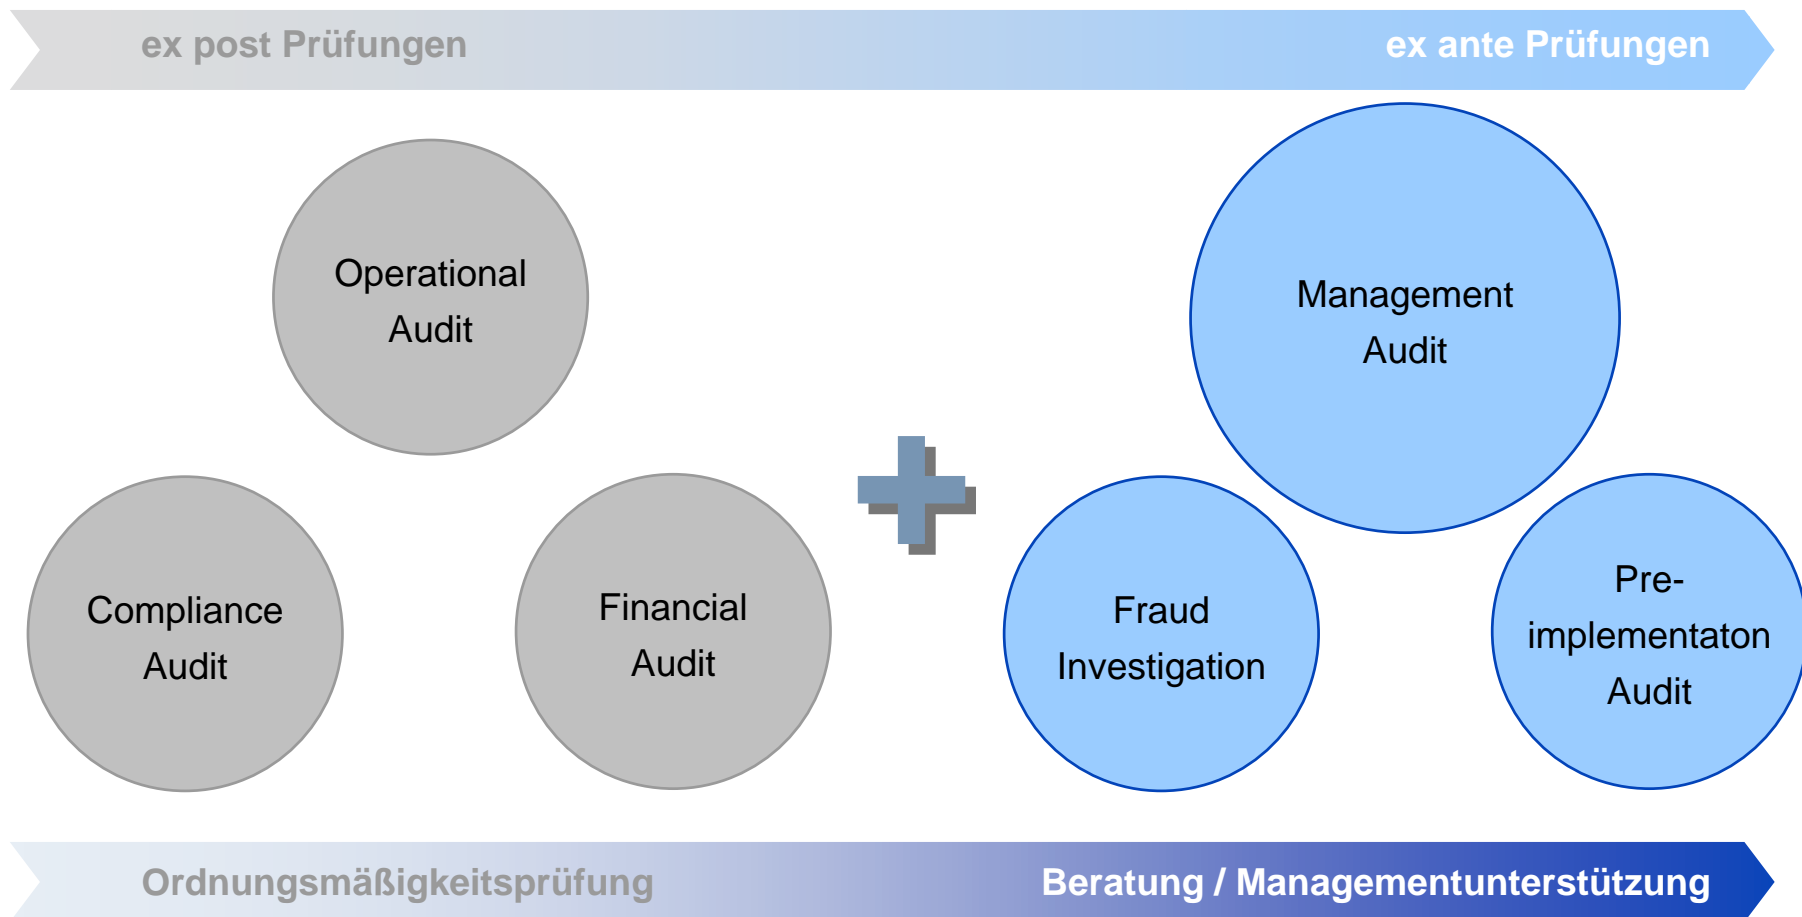 ex post Prüfungen
ex ante Prüfungen
Operational
Audit
Management
Audit
Compliance
Audit
Financial
Audit
Fraud
Investigation
Pre-
implementaton
Audit
Ordnungsmäßigkeitsprüfung
Beratung / Managementunterstützung